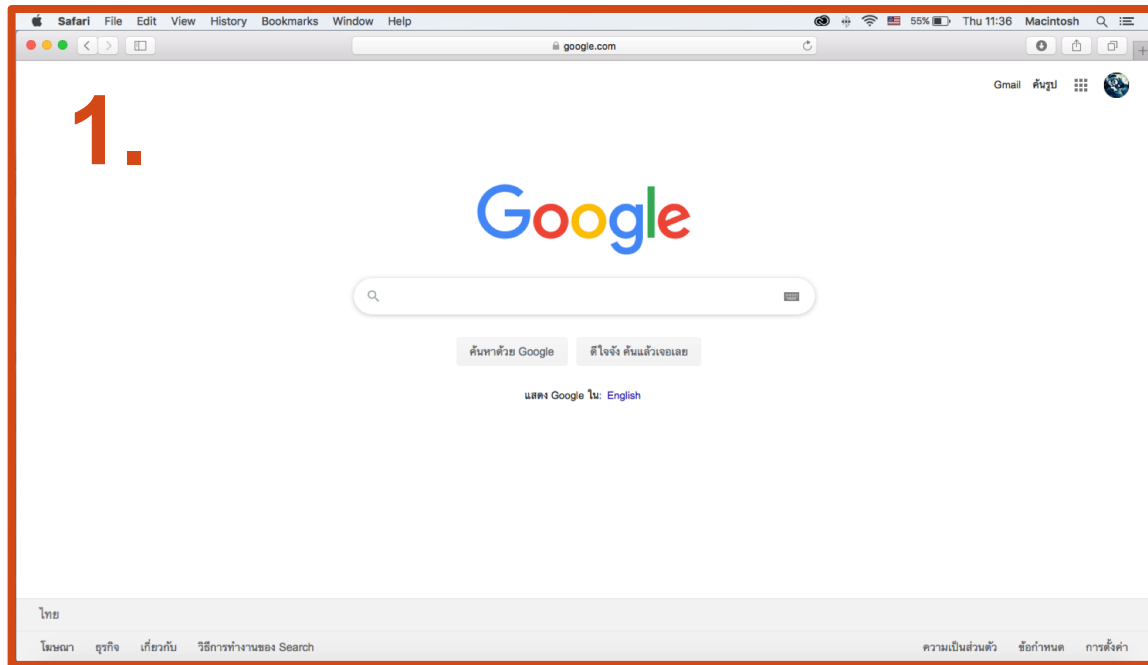 Safari File Edit View History Bookmarks Window Help 55% Thu 11:36 Macintosh
google.com
Gmail ค้นรูป
1.
Google
ค้นหาด้วย Google ดีใจจัง ค้นแล้วเจอเลย
แสดง Google ใน: English
ไทย
โฆษณา ธุรกิจ เกี่ยวกับ วิธีการทำงานของ Search ความเป็นส่วนตัว ข้อกำหนด การตั้งค่า